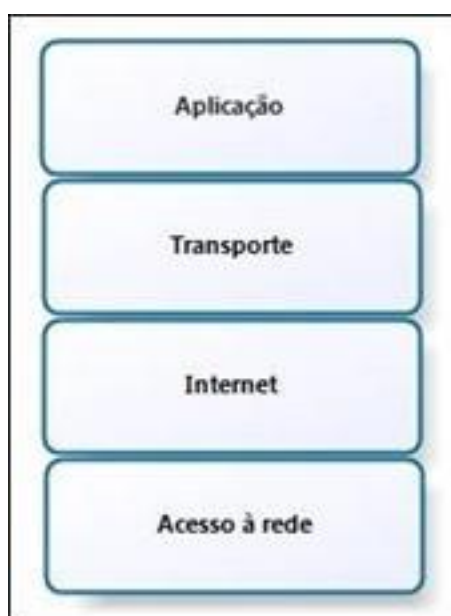 Aplicação
Transporte
Internet
Acesso à rede